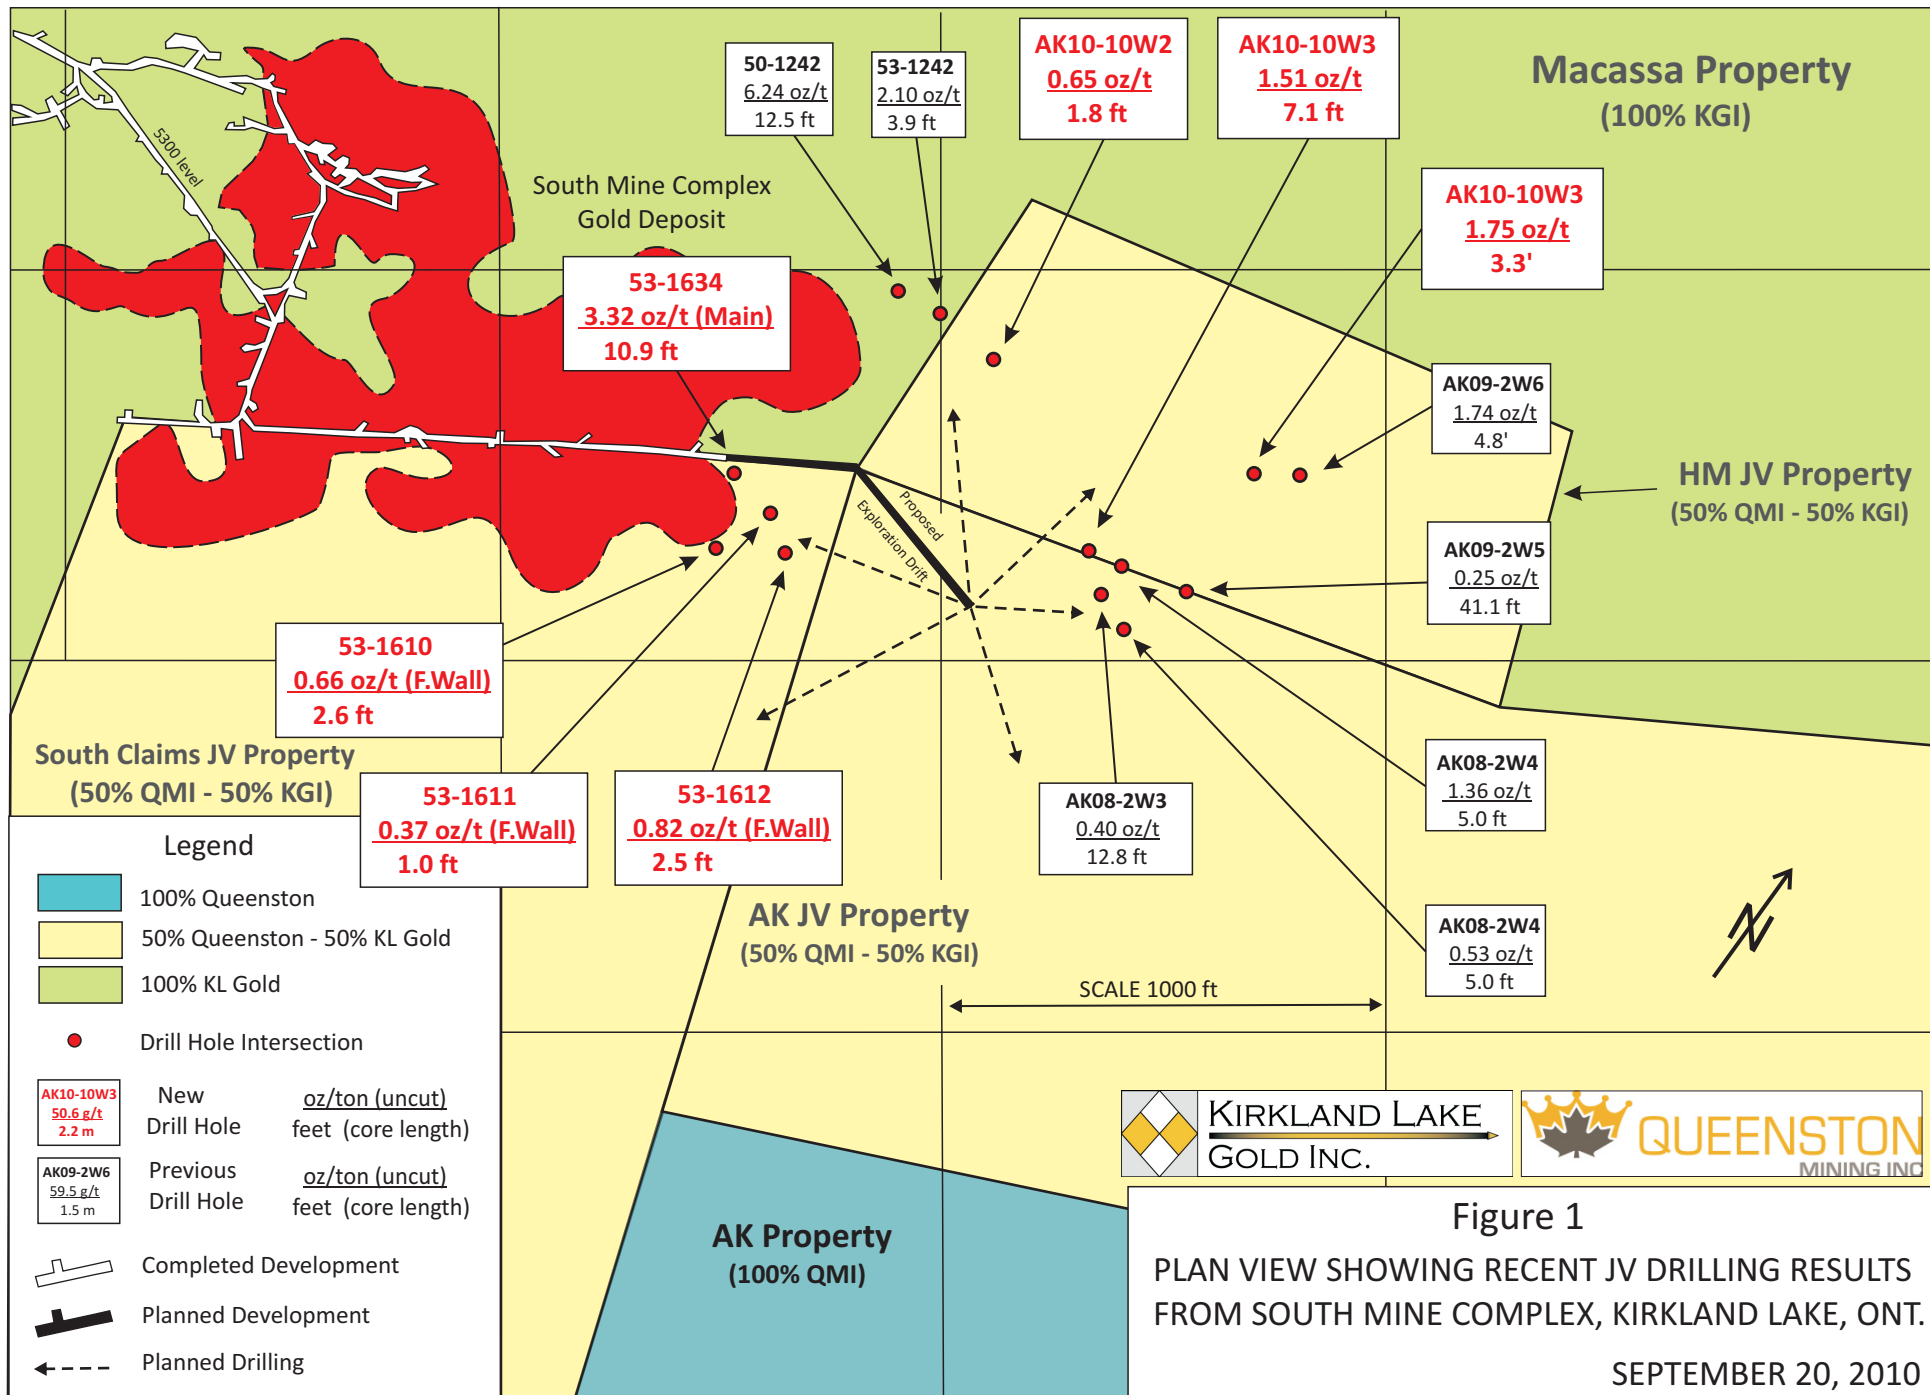 50-1242
6.24 oz/t
12.5 ft
53-1242
2.10 oz/t
3.9 ft
AK10-10W2
0.65 oz/t
1.8 ft
AK10-10W3
1.51 oz/t
7.1 ft
Macassa Property
(100% KGI)
5300 level
South Mine Complex
Gold Deposit
AK10-10W3
1.75 oz/t
3.3'
53-1634
3.32 oz/t (Main)
10.9 ft
AK09-2W6
1.74 oz/t
4.8'
HM JV Property
(50% QMI - 50% KGI)
Proposed
Exploration Drift
AK09-2W5
0.25 oz/t
41.1 ft
53-1610
0.66 oz/t (F.Wall)
2.6 ft
South Claims JV Property
(50% QMI - 50% KGI)
53-1611
0.37 oz/t (F.Wall)
1.0 ft
53-1612
0.82 oz/t (F.Wall)
2.5 ft
AK08-2W3
0.40 oz/t
12.8 ft
AK08-2W4
1.36 oz/t
5.0 ft
AK08-2W4
0.53 oz/t
5.0 ft
AK JV Property
(50% QMI - 50% KGI)
SCALE 1000 ft
N
Legend
100% Queenston
50% Queenston - 50% KL Gold
100% KL Gold
Drill Hole Intersection
AK10-10W3
50.6 g/t
2.2 m
New
Drill Hole
oz/ton (uncut)
feet (core length)
AK09-2W6
59.5 g/t
1.5 m
Previous
Drill Hole
oz/ton (uncut)
feet (core length)
Completed Development
Planned Development
Planned Drilling
AK Property
(100% QMI)
KIRKLAND LAKE
GOLD INC.
QUEENSTON
MINING INC
Figure 1
PLAN VIEW SHOWING RECENT JV DRILLING RESULTS
FROM SOUTH MINE COMPLEX, KIRKLAND LAKE, ONT.
SEPTEMBER 20, 2010